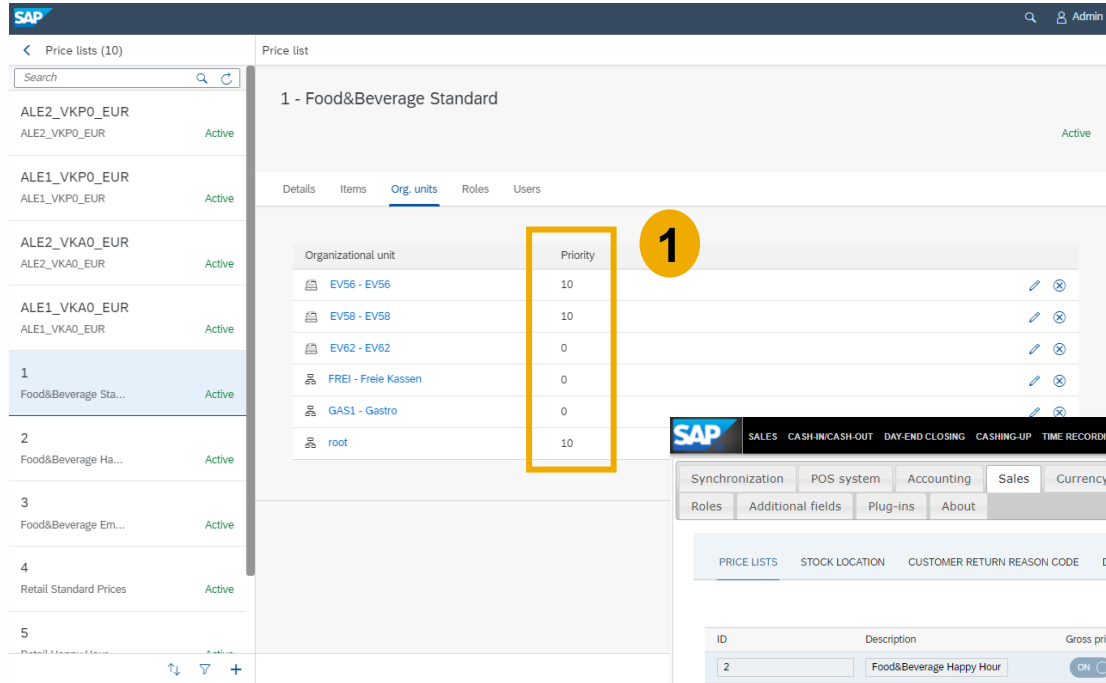 SAP
Admin
Price lists (10)
Price list
Search
1 - Food&Beverage Standard
Active
ALE2_VKP0_EUR
ALE2_VKP0_EUR Active
ALE1_VKP0_EUR
ALE1_VKP0_EUR Active
ALE2_VKA0_EUR
ALE2_VKA0_EUR Active
ALE1_VKA0_EUR
ALE1_VKA0_EUR Active
1
Food&Beverage Sta... Active
2
Food&Beverage Ha... Active
3
Food&Beverage Em... Active
4
Retail Standard Prices Active
5
Details Items Org. units Roles Users
1
Organizational unit Priority
EV56 - EV56 10
EV58 - EV58 10
EV62 - EV62 0
FREI - Freie Kassen 0
GAS1 - Gastro 0
root 10
SAP SALES CASH-IN/CASH-OUT DAY-END CLOSING CASHING-UP TIME RECORDI
Synchronization POS system Accounting Sales Currency
Roles Additional fields Plug-ins About
PRICE LISTS STOCK LOCATION CUSTOMER RETURN REASON CODE D
ID Description Gross pri
2 Food&Beverage Happy Hour ON